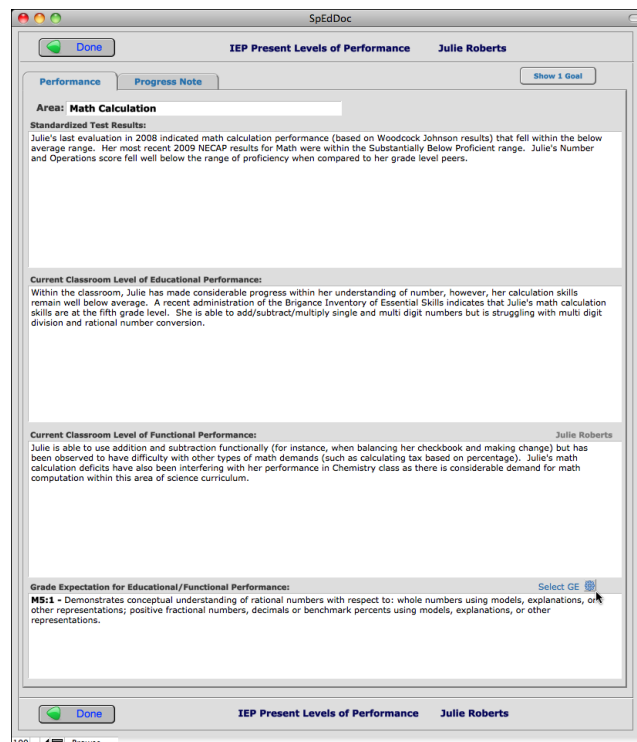 SpEdDoc
Done
IEP Present Levels of Performance Julie Roberts
Performance
Progress Note
Show 1 Goal
Area: Math Calculation
Standardized Test Results:
Julie's last evaluation in 2008 indicated math calculation performance (based on Woodcock Johnson results) that fell within the below
average range. Her most recent 2009 NECAP results for Math were within the Substantially Below Proficient range. Julie's Number
and Operations score fell well below the range of proficiency when compared to her grade level peers.
Current Classroom Level of Educational Performance:
Within the classroom, Julie has made considerable progress within her understanding of number, however, her calculation skills
remain well below average. A recent administration of the Brigance Inventory of Essential Skills indicates that Julie's math calculation
skills are at the fifth grade level. She is able to add/subtract/multiply single and multi digit numbers but is struggling with multi digit
division and rational number conversion.
Current Classroom Level of Functional Performance: Julie Roberts
Julie is able to use addition and subtraction functionally (for instance, when balancing her checkbook and making change) but has
been observed to have difficulty with other types of math demands (such as calculating tax based on percentage). Julie's math
calculation deficits have also been interfering with her performance in Chemistry class as there is considerable demand for math
computation within this area of science curriculum.
Grade Expectation for Educational/Functional Performance: Select GE
M5:1 - Demonstrates conceptual understanding of rational numbers with respect to: whole numbers using models, explanations, or
other representations; positive fractional numbers, decimals or benchmark percents using models, explanations, or other
representations.
Done
IEP Present Levels of Performance Julie Roberts